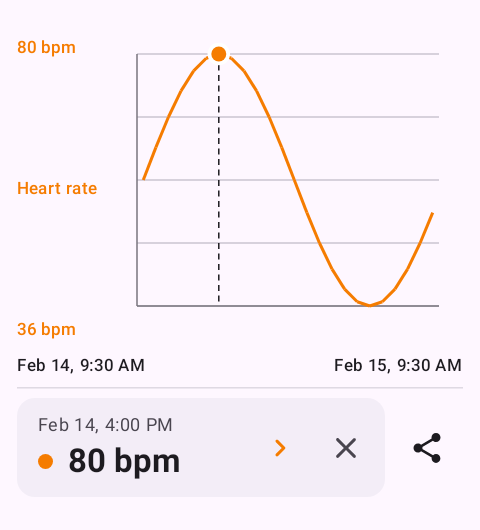 80 bpm
Heart rate
36 bpm
Feb 14, 9:30 AM
Feb 15, 9:30 AM
Feb 14, 4:00 PM
80 bpm